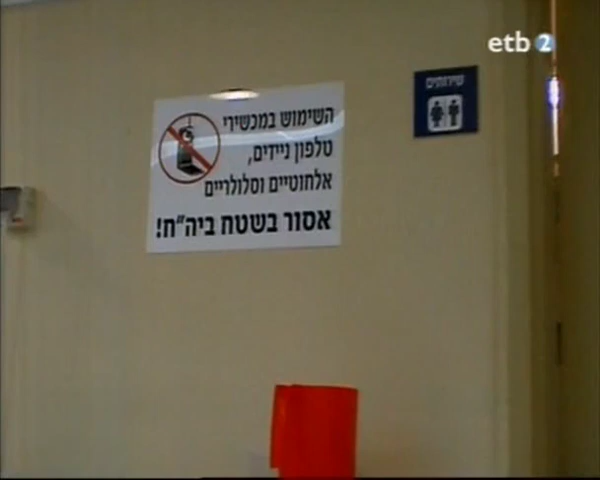 etb 2
שירותים
השימוש במכשירי
טלפון ניידים,
אלחוטיים וסלולריים
אסור בשטח ביה״ח!